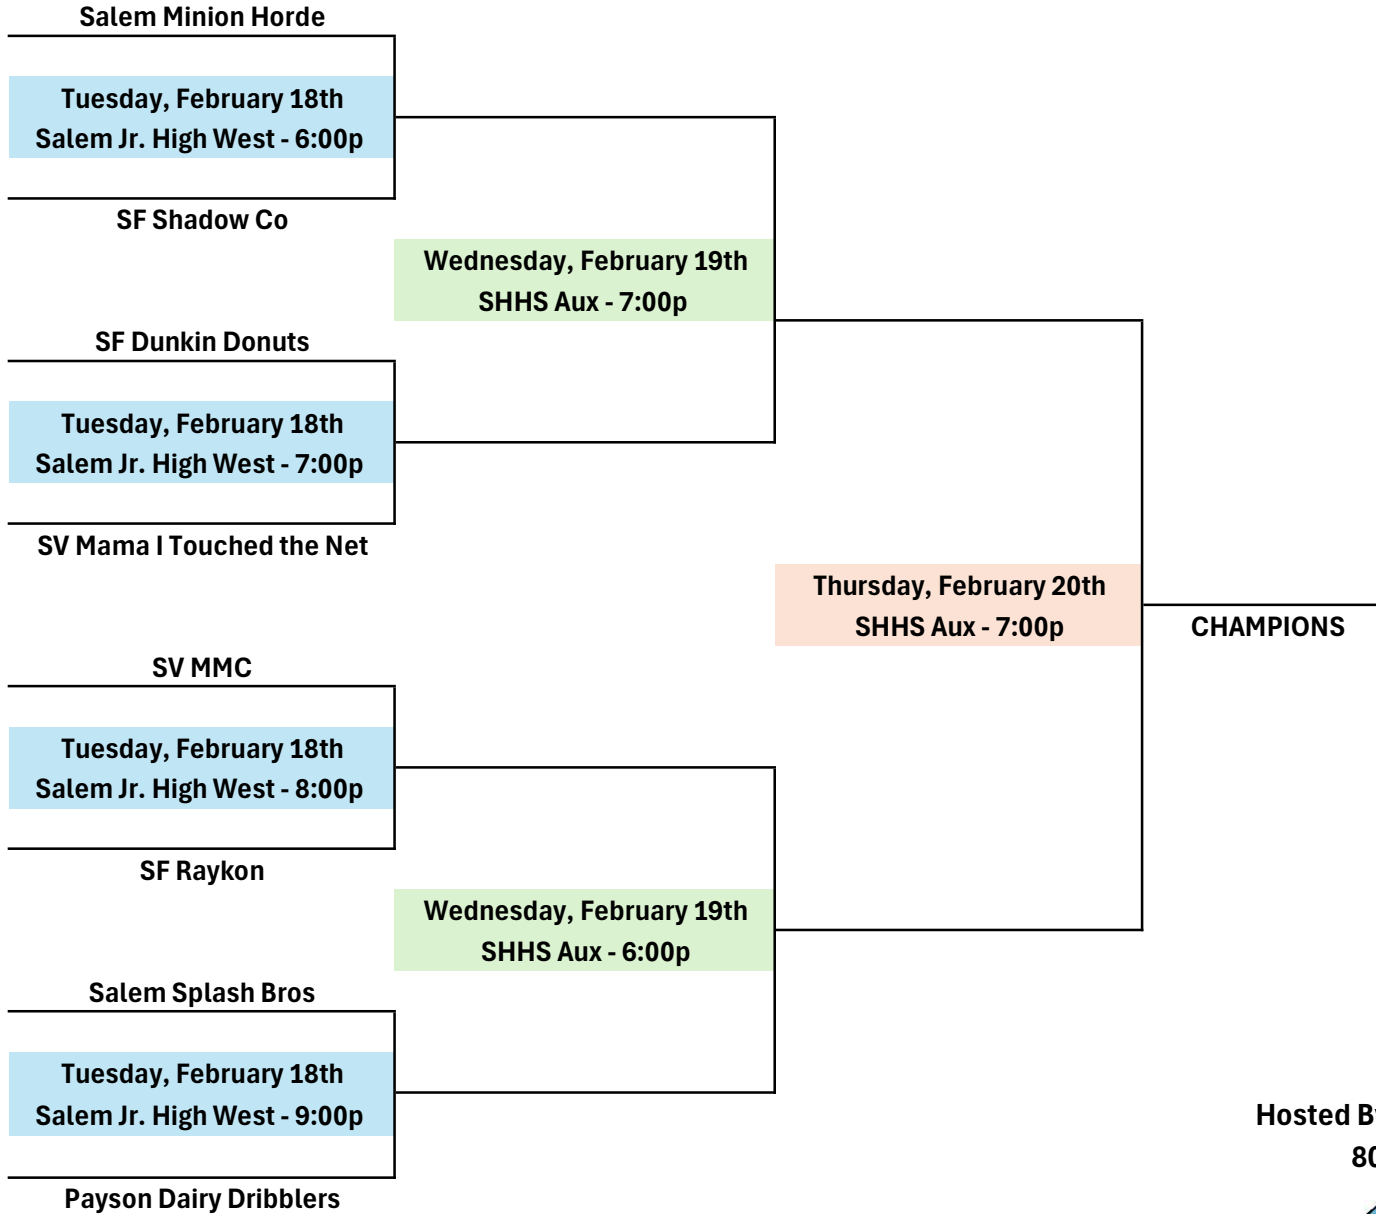 Salem Minion Horde
Tuesday, February 18th
Salem Jr. High West - 6:00p
SF Shadow Co
Wednesday, February 19th
SHHS Aux - 7:00p
SF Dunkin Donuts
Tuesday, February 18th
Salem Jr. High West - 7:00p
SV Mama I Touched the Net
Thursday, February 20th
SHHS Aux - 7:00p
CHAMPIONS
SV MMC
Tuesday, February 18th
Salem Jr. High West - 8:00p
SF Raykon
Wednesday, February 19th
SHHS Aux - 6:00p
Salem Splash Bros
Tuesday, February 18th
Salem Jr. High West - 9:00p
Payson Dairy Dribblers
Hosted